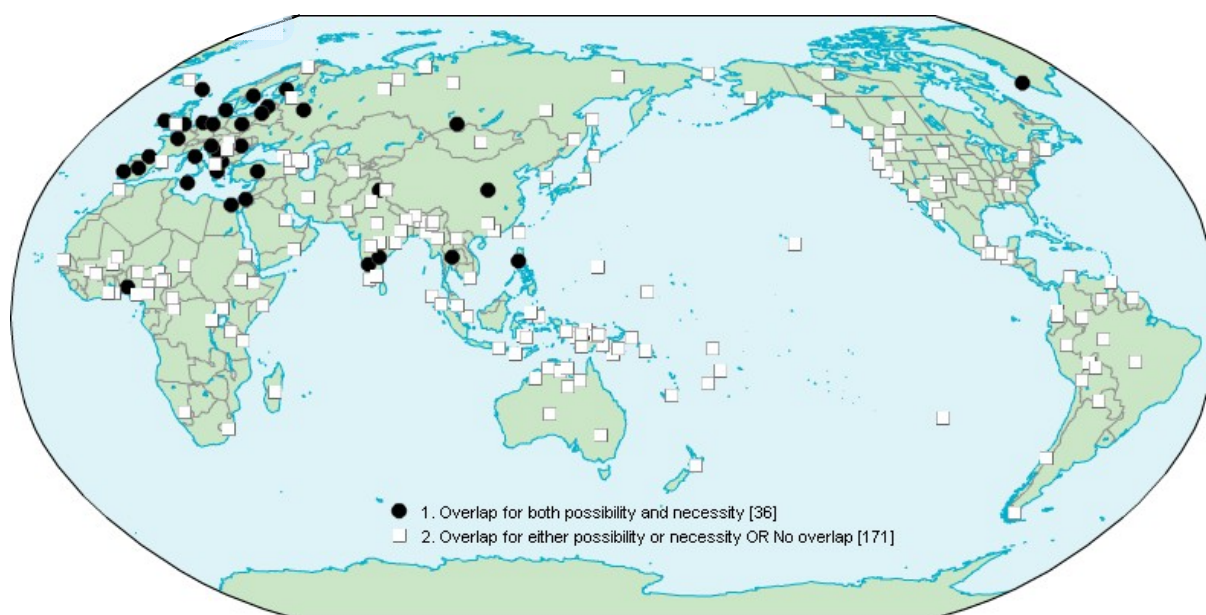 1. Overlap for both possibility and necessity [36]
2. Overlap for either possibility or necessity OR No overlap [171]